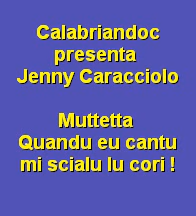 Calabriandoc
presenta
Jenny Caracciolo
Muttetta
Quandu eu cantu
mi scialu lu cori !